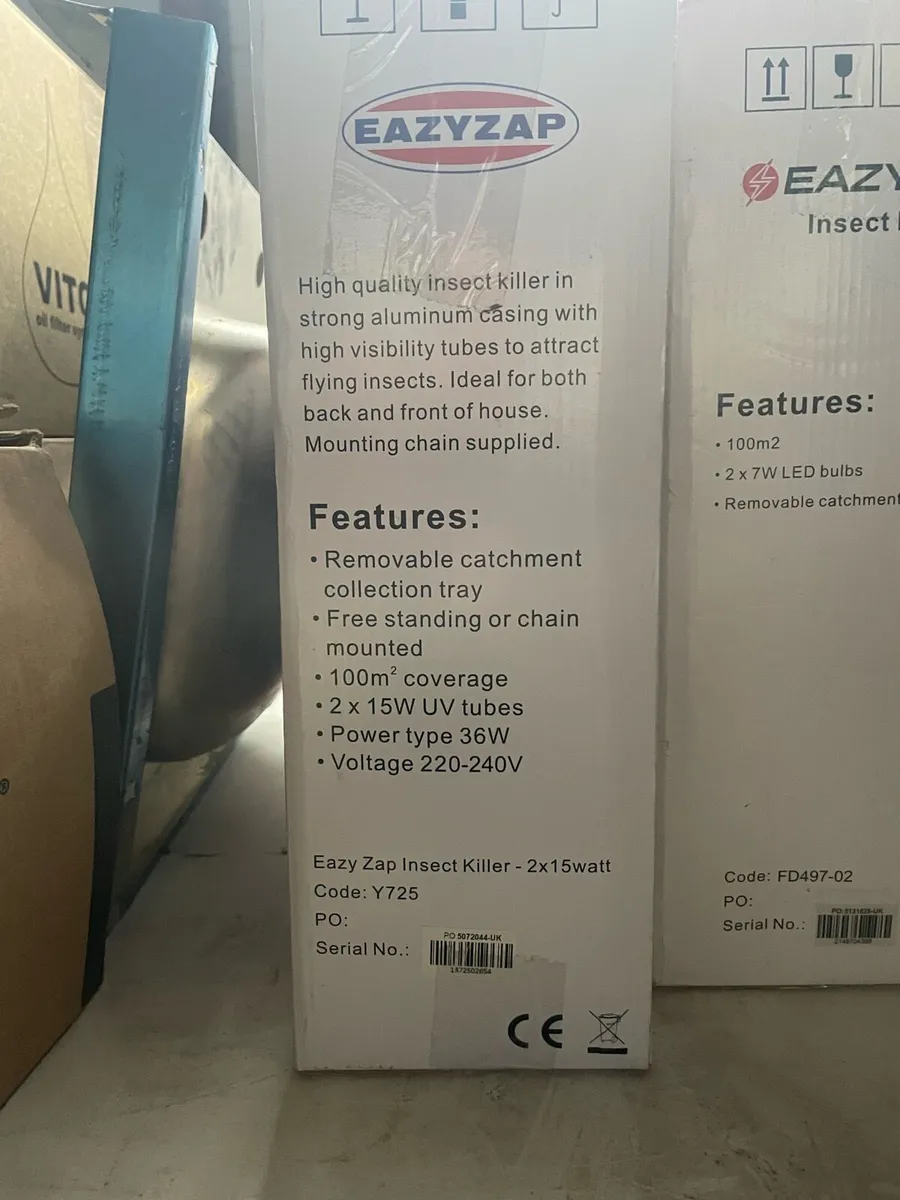 EAZYZAP
High quality insect killer in
strong aluminum casing with
high visibility tubes to attract
flying insects. Ideal for both
back and front of house.
Mounting chain supplied.
Features:
• Removable catchment
collection tray
• Free standing or chain
mounted
• 100m² coverage
• 2 x 15W UV tubes
• Power type 36W
• Voltage 220-240V
Eazy Zap Insect Killer - 2x15watt
Code: Y725
PO:
Serial No.:
PO 5072044-UK
CE
EAZY
Insect
Features:
• 100m2
• 2 x 7W LED bulbs
• Removable catchment
Code: FD497-02
PO:
Serial No.:
VITO
oil filter
®